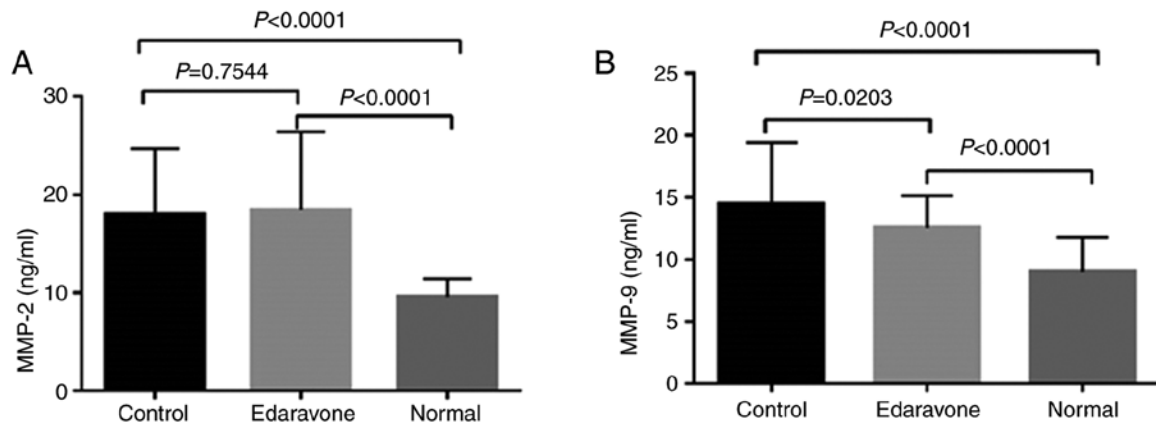 A
P<0.0001
P=0.7544
P<0.0001
MMP-2 (ng/ml)
30
20
10
0
Control Edaravone Normal
B
P<0.0001
P=0.0203
P<0.0001
MMP-9 (ng/ml)
25
20
15
10
5
0
Control Edaravone Normal